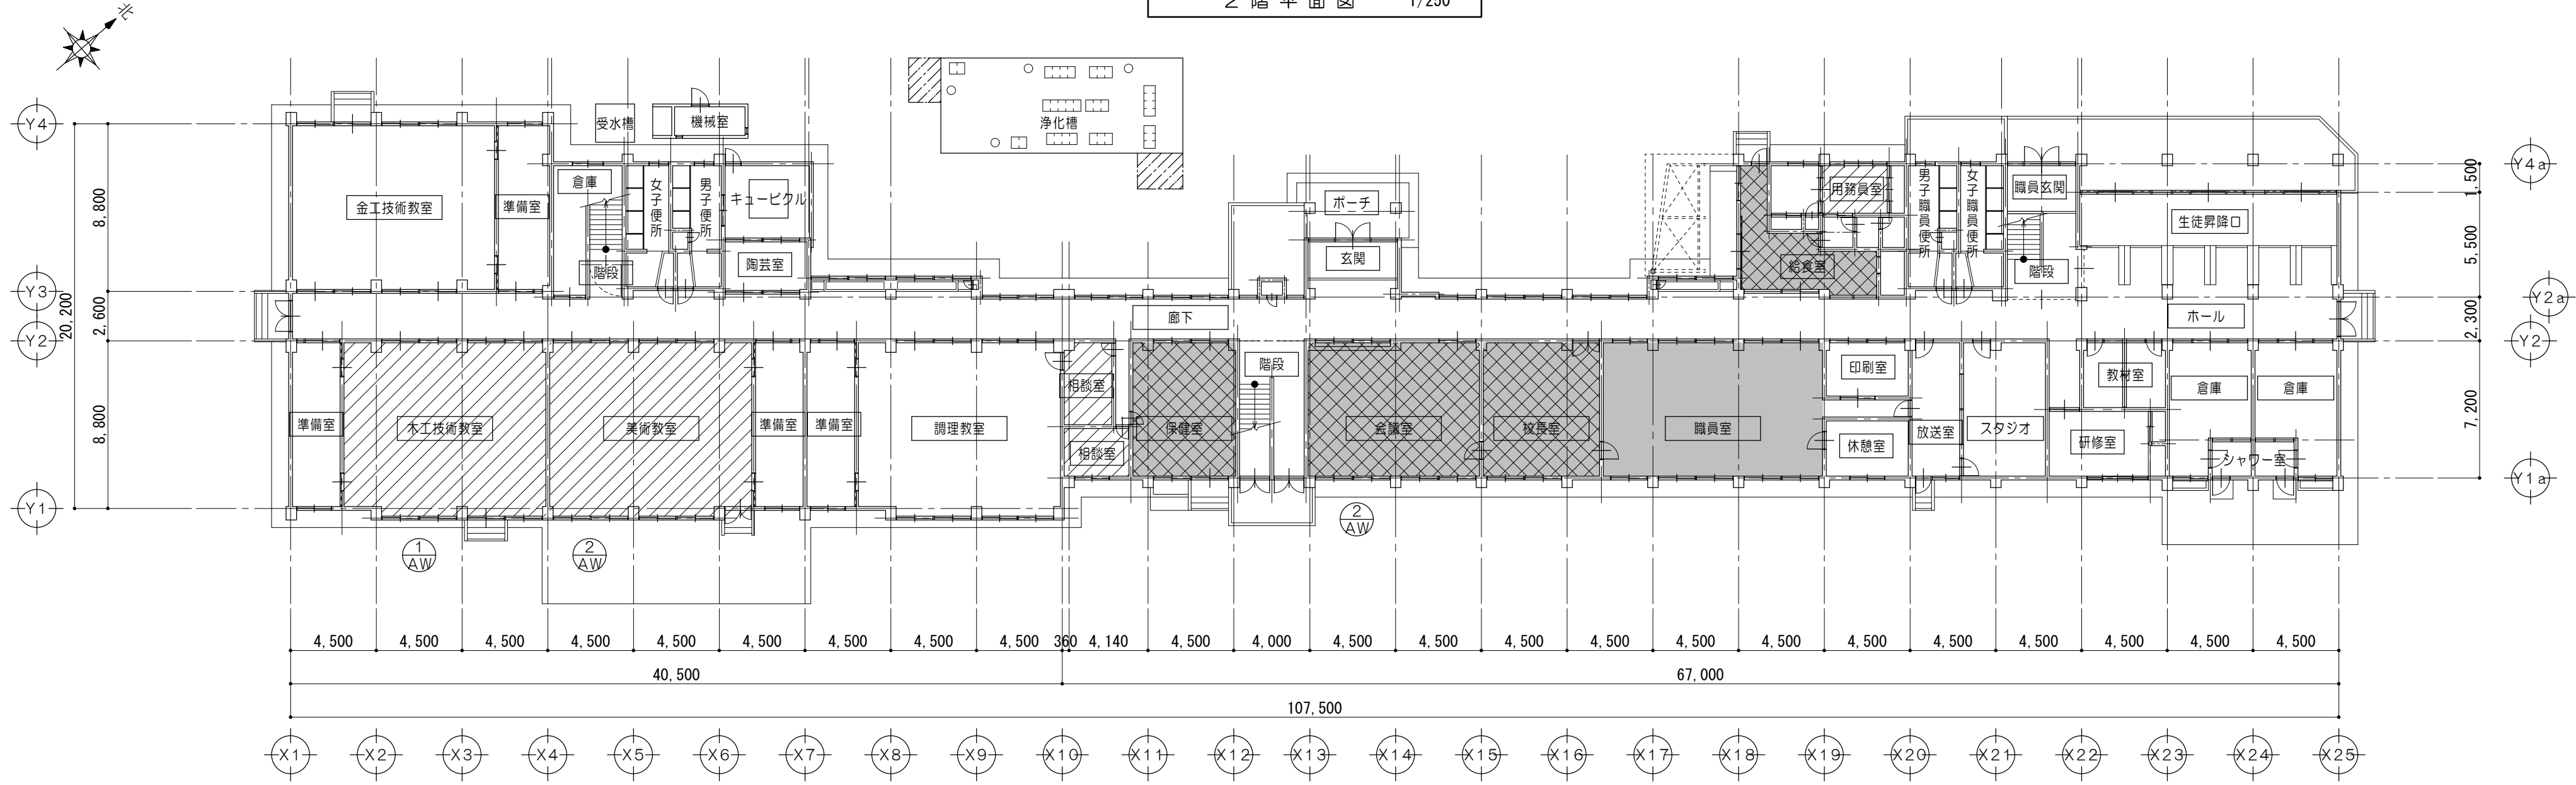 2階平面図 1/250
北
Y4
Y3
Y2
Y1
8,800
2,600
8,800
20,200
受水槽
機械室
浄化槽
金工技術教室
準備室
倉庫
階段
女子便所
男子便所
キュービクル
陶芸室
ポーチ
玄関
給食室
用務員室
男子職員便所
女子職員便所
職員玄関
階段
生徒昇降口
廊下
ホール
準備室
木工技術教室
美術教室
準備室
準備室
調理教室
相談室
相談室
保健室
階段
会議室
校長室
職員室
印刷室
休憩室
放送室
スタジオ
研修室
教材室
倉庫
倉庫
シャワー室
1
AW
2
AW
2
AW
Y4a
Y2a
Y2
Y1a
1,500
5,500
2,300
7,200
4,500 4,500 4,500 4,500 4,500 4,500 4,500 4,500 4,500 360 4,140 4,500 4,000 4,500 4,500 4,500 4,500 4,500 4,500 4,500 4,500 4,500 4,500 4,500 4,500
40,500 67,000
107,500
X1 X2 X3 X4 X5 X6 X7 X8 X9 X10 X11 X12 X13 X14 X15 X16 X17 X18 X19 X20 X21 X22 X23 X24 X25